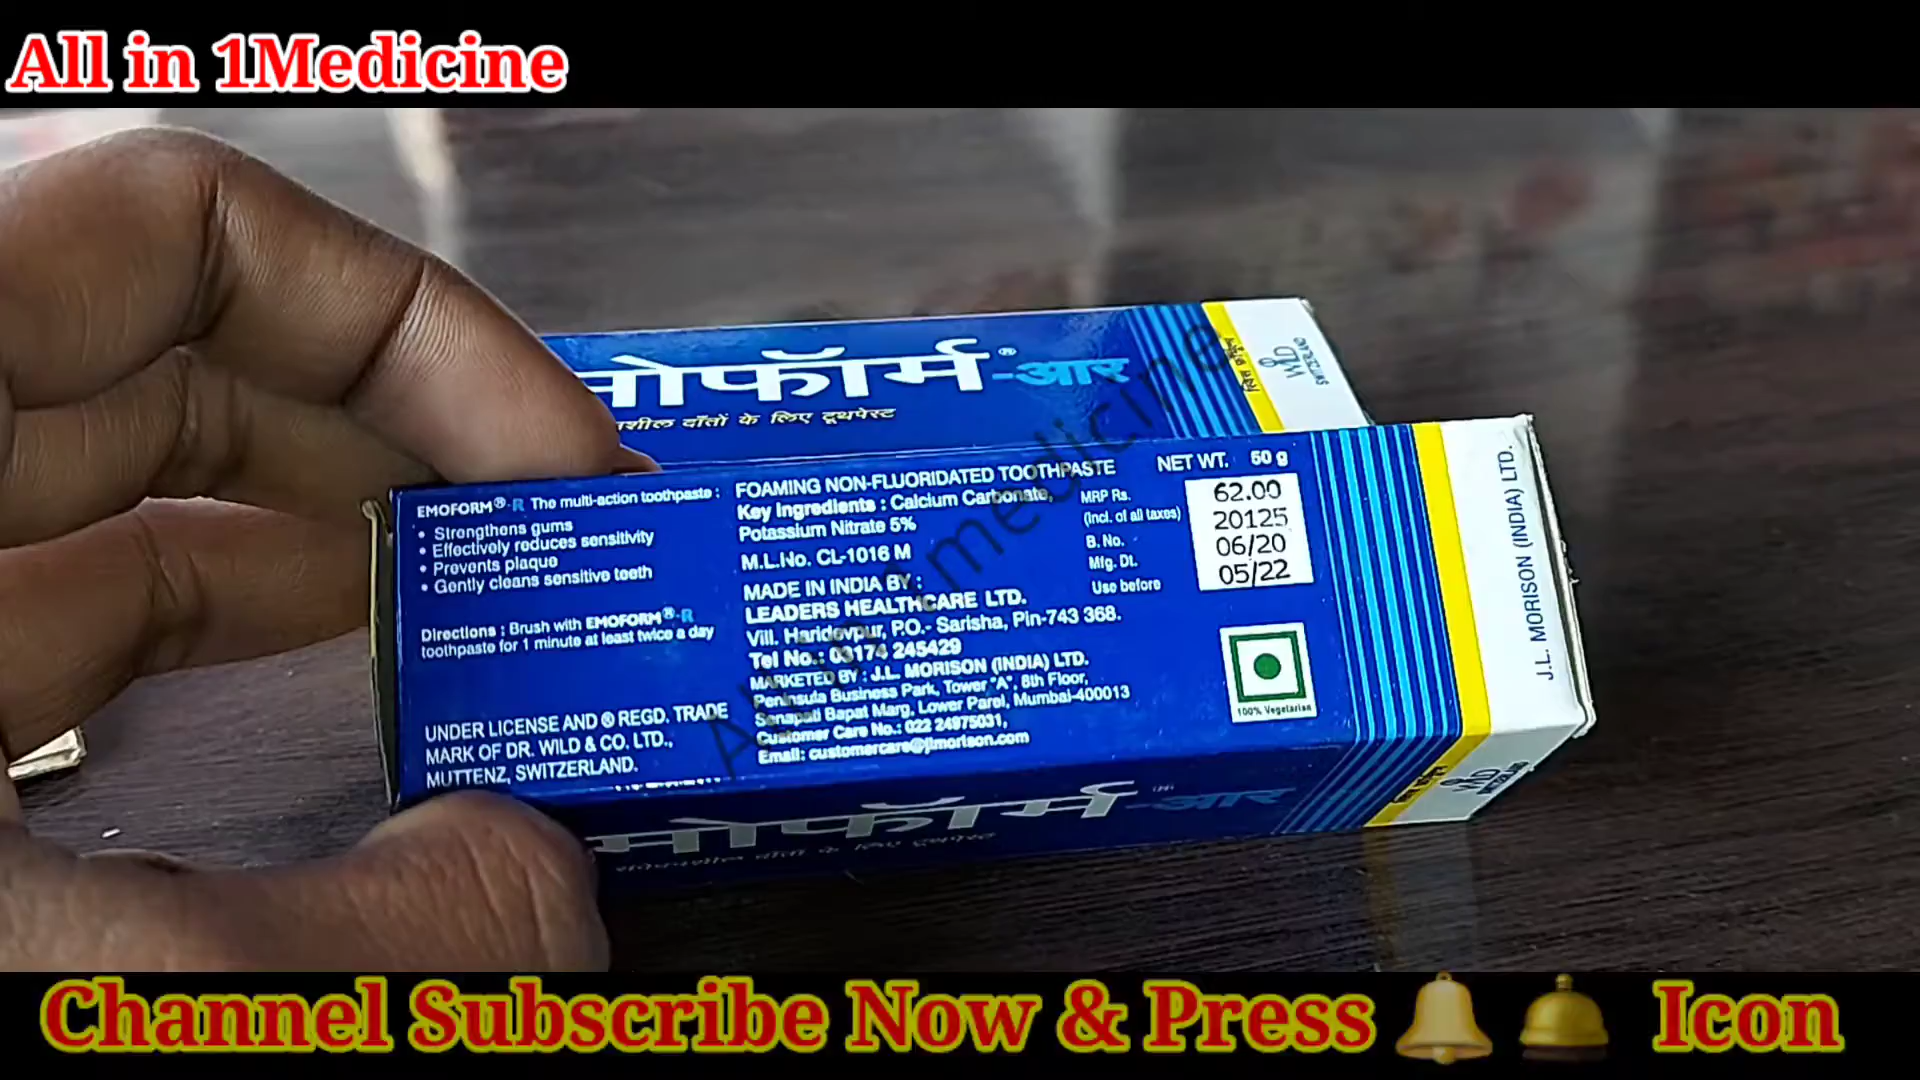 All in 1Medicine
मोफॉर्म®-आर
दाँतों के लिए टूथपेस्ट
WILD
SWITZERLAND
EMOFORM®-R The multi-action toothpaste :
• Strengthens gums
• Effectively reduces sensitivity
• Prevents plaque
• Gently cleans sensitive teeth
Directions : Brush with EMOFORM®-R
toothpaste for 1 minute at least twice a day
UNDER LICENSE AND ® REGD. TRADE
MARK OF DR. WILD & CO. LTD.,
MUTTENZ, SWITZERLAND.
FOAMING NON-FLUORIDATED TOOTHPASTE
Key Ingredients : Calcium Carbonate,
Potassium Nitrate 5%
M.L.No. CL-1016 M
MADE IN INDIA BY :
LEADERS HEALTHCARE LTD.
Vill. Haridevpur, P.O.- Sarisha, Pin-743 368.
Tel No.: 03174 245429
MARKETED BY : J.L. MORISON (INDIA) LTD.
Peninsula Business Park, Tower "A", 8th Floor,
Senapati Bapat Marg, Lower Parel, Mumbai-400013
Customer Care No.: 022 24975031,
Email: customercare@jlmorison.com
NET WT. 50 g
MRP Rs. 62.00
(Incl. of all taxes)
B. No. 20125
Mfg. Dt. 06/20
Use before 05/22
100% Vegetarian
J.L. MORISON (INDIA) LTD.
मोफॉर्म-आर
All in 1 medicine
Channel Subscribe Now & Press Icon